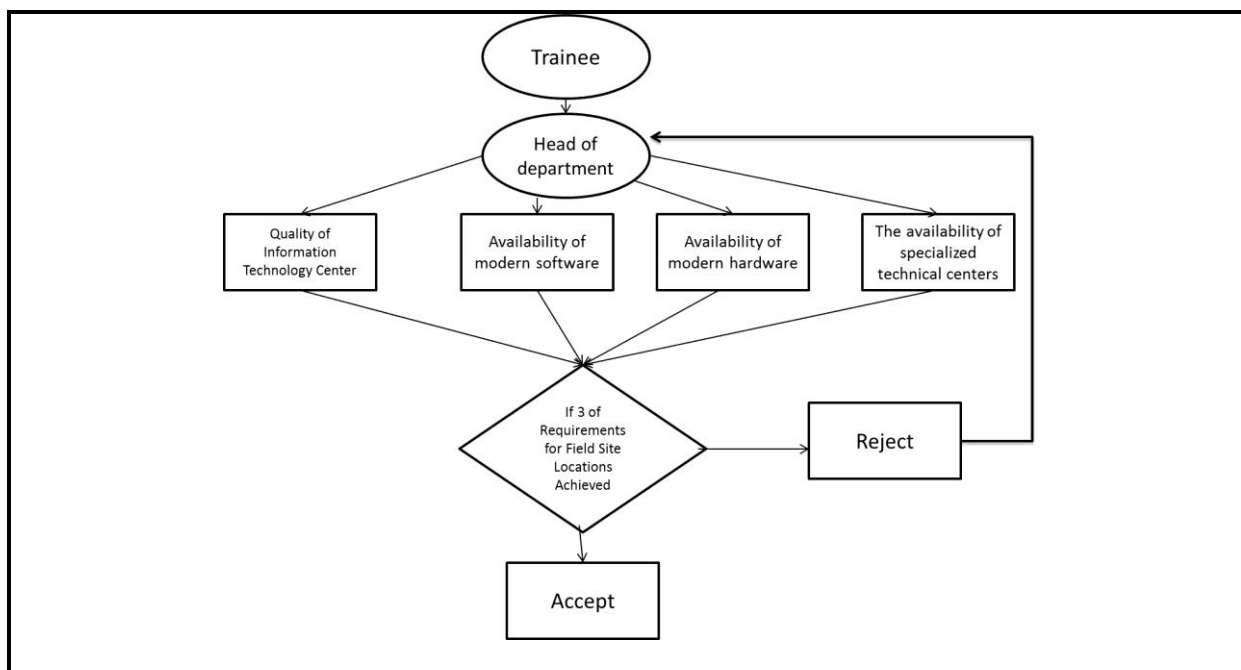 Trainee
Head of
department
Quality of
Information
Technology Center
Availability of
modern software
Availability of
modern hardware
The availability of
specialized
technical centers
If 3 of
Requirements
for Field Site
Locations
Achieved
Reject
Accept